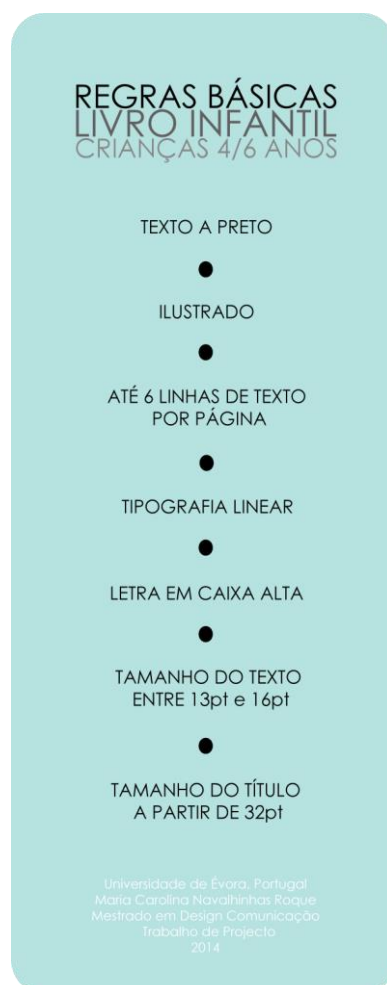 REGRAS BÁSICAS
LIVRO INFANTIL
CRIANÇAS 4/6 ANOS
TEXTO A PRETO
ILUSTRADO
ATÉ 6 LINHAS DE TEXTO
POR PÁGINA
TIPOGRAFIA LINEAR
LETRA EM CAIXA ALTA
TAMANHO DO TEXTO
ENTRE 13pt e 16pt
TAMANHO DO TÍTULO
A PARTIR DE 32pt
Universidade de Évora, Portugal
Maria Carolina Navalhinhas Roque
Mestrado em Design Comunicação
Trabalho de Projecto
2014